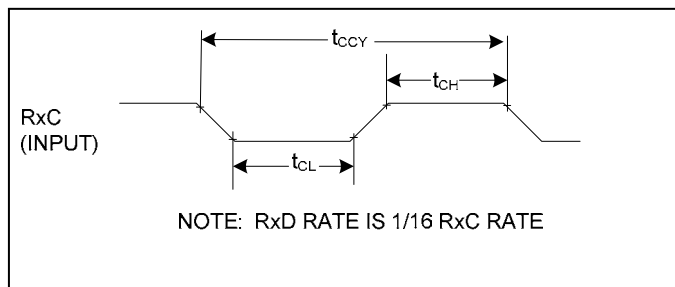 tCCY
tCH
RxC
(INPUT)
tCL
NOTE: RxD RATE IS 1/16 RxC RATE